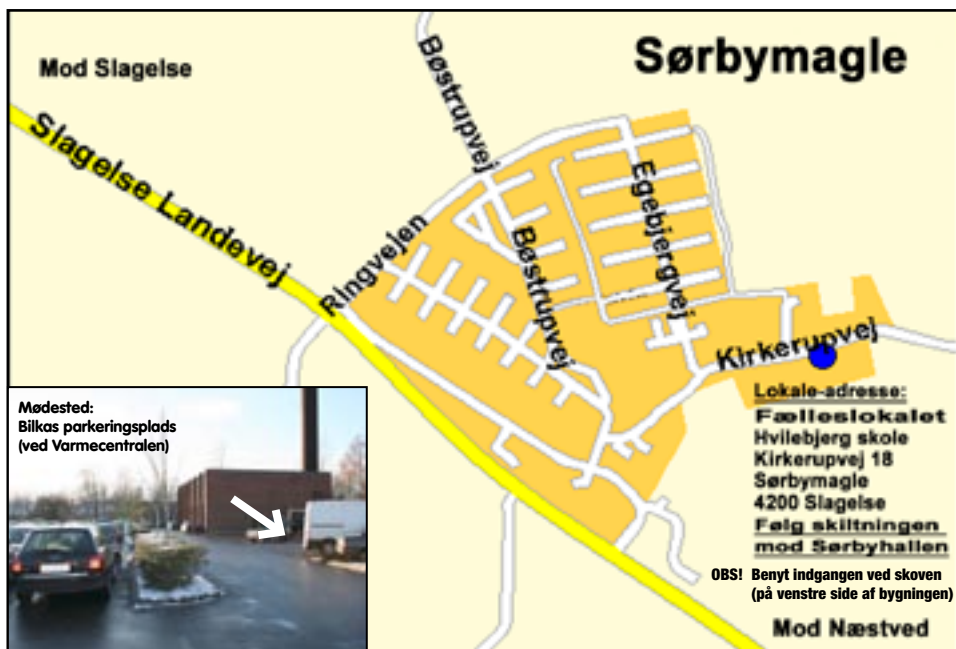 Sørbymagle
Mod Slagelse
Bøstrupvej
Slagelse Landevej
Ringvejen
Egebjergvej
Bøstrupvej
Kirkerupvej
Lokale-adresse:
Fælleslokalet
Hvilebjerg skole
Kirkerupvej 18
Sørbymagle
4200 Slagelse
Følg skiltningen
mod Sørbyhallen
OBS! Benyt indgangen ved skoven
(på venstre side af bygningen)
Mod Næstved
Mødested:
Bilkas parkeringsplads
(ved Varmecentralen)